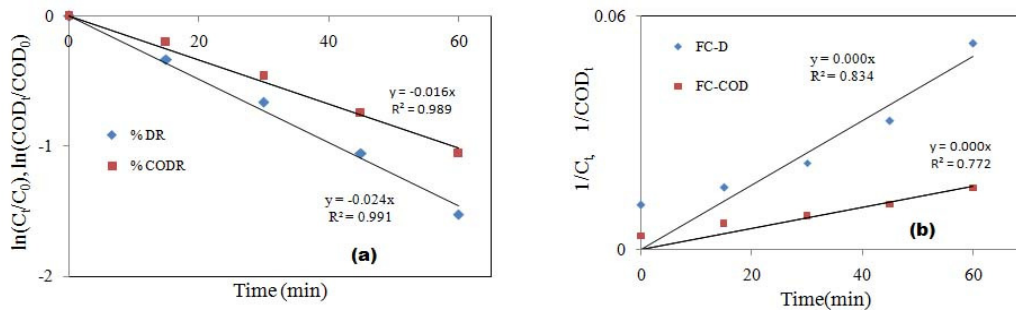 0
-1
-2
0
20
40
60
ln(Cₜ/C₀), ln(CODₜ/COD₀)
Time (min)
% DR
% CODR
y = -0.016x
R² = 0.989
y = -0.024x
R² = 0.991
(a)
0.06
0
0
20
40
60
1/Cₜ, 1/CODₜ
Time(min)
FC-D
FC-COD
y = 0.000x
R² = 0.834
y = 0.000x
R² = 0.772
(b)